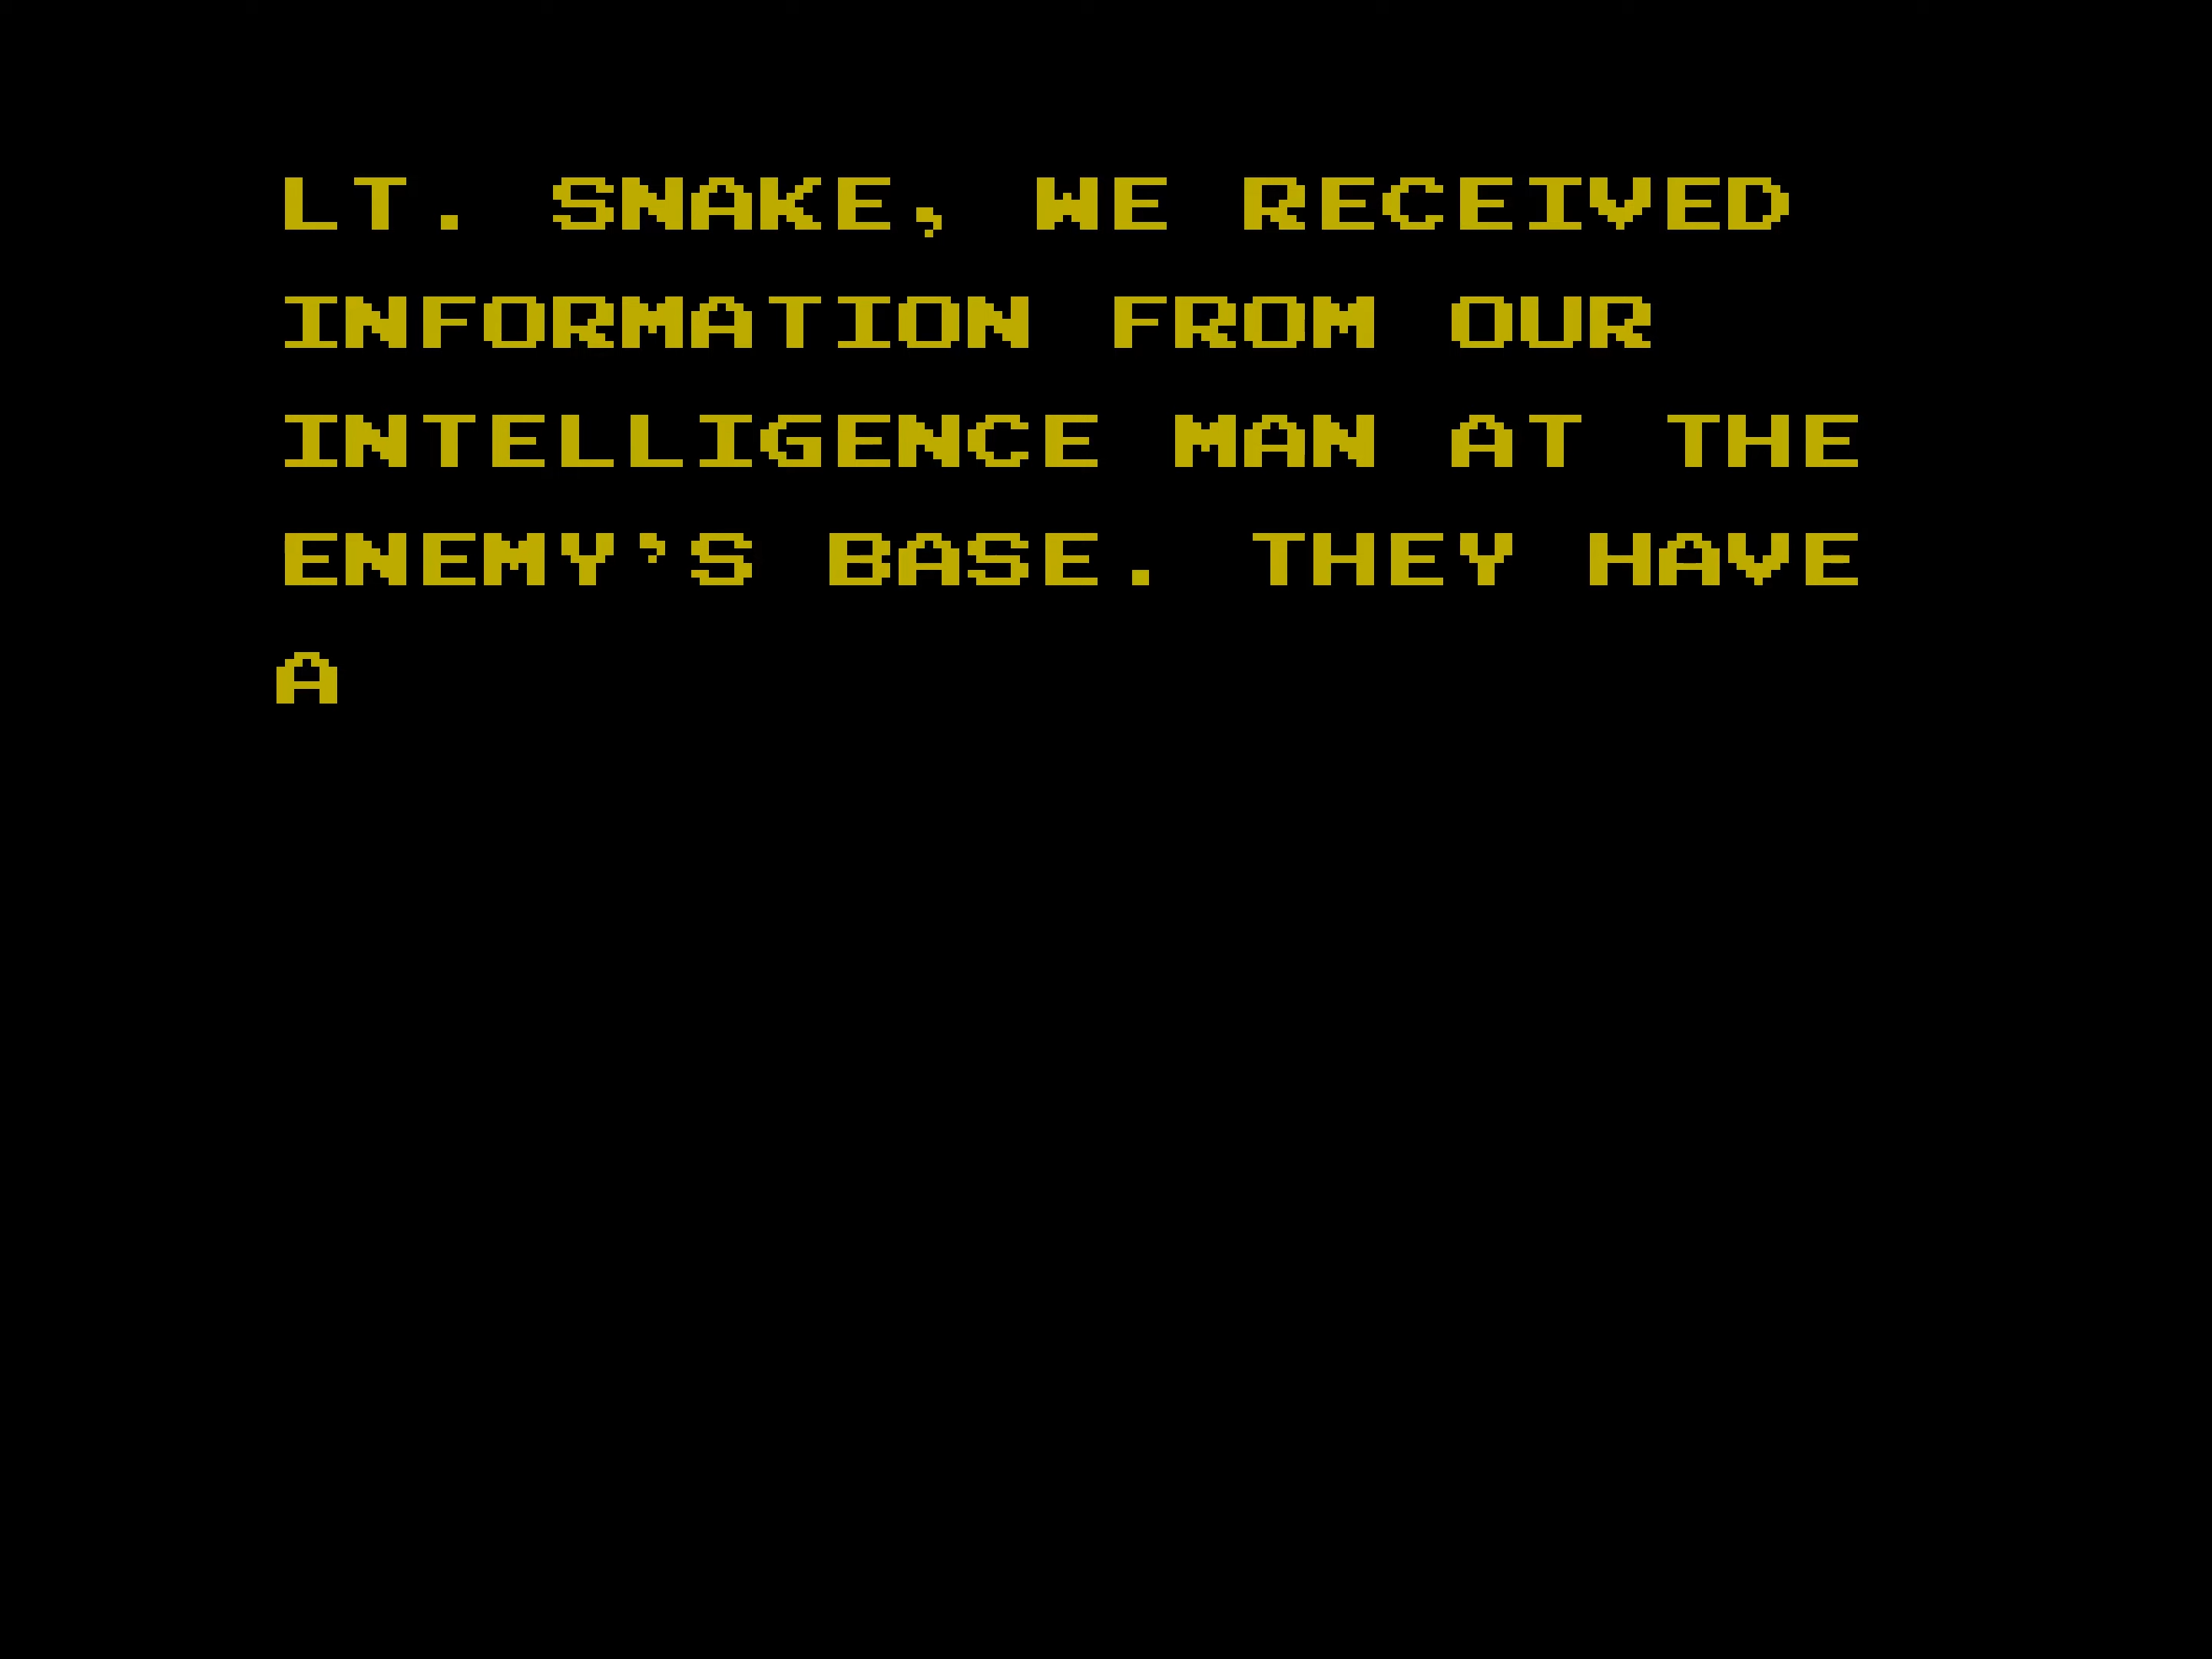 LT. SNAKE, WE RECEIVED
INFORMATION FROM OUR
INTELLIGENCE MAN AT THE
ENEMY'S BASE. THEY HAVE
A